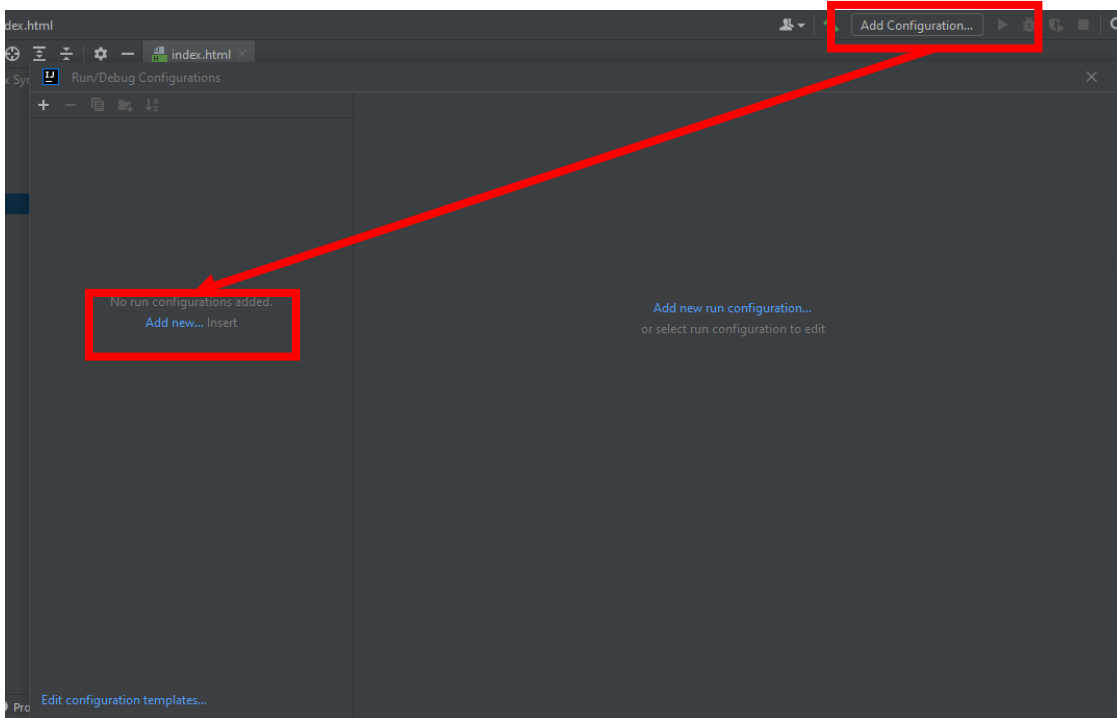 dex.html
Add Configuration...
index.html
x Syn
Run/Debug Configurations
No run configurations added.
Add new... Insert
Add new run configuration...
or select run configuration to edit
Edit configuration templates...
Pro